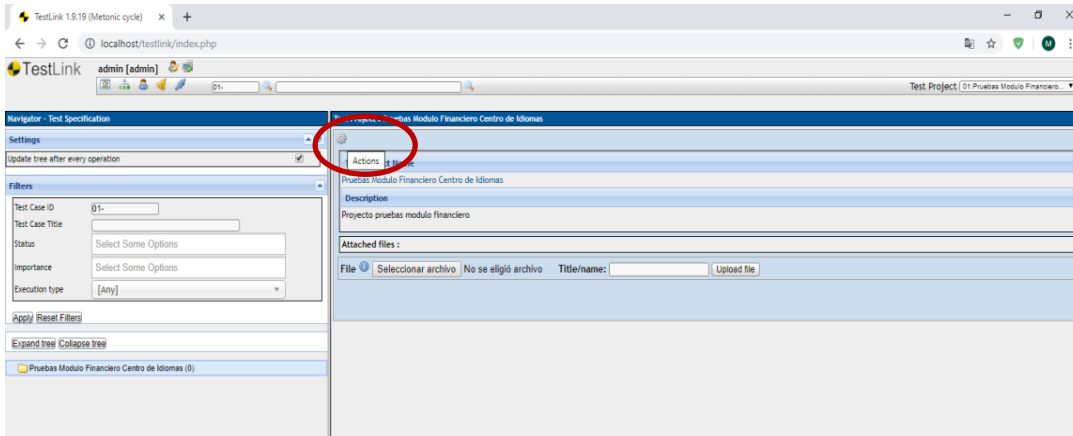 TestLink 1.9.19 (Metonic cycle)
localhost/testlink/index.php
M
TestLink admin [admin]
01-
Test Project 01:Pruebas Modulo Financiero...
Navigator - Test Specification
Settings
Update tree after every operation
Filters
Test Case ID 01-
Test Case Title
Status Select Some Options
Importance Select Some Options
Execution type [Any]
Apply Reset Filters
Expand tree Collapse tree
Pruebas Modulo Financiero Centro de Idiomas (0)
Pruebas Modulo Financiero Centro de Idiomas
Actions
Name
Pruebas Modulo Financiero Centro de Idiomas
Description
Proyecto pruebas modulo financiero
Attached files :
File Seleccionar archivo No se eligió archivo Title/name: Upload file